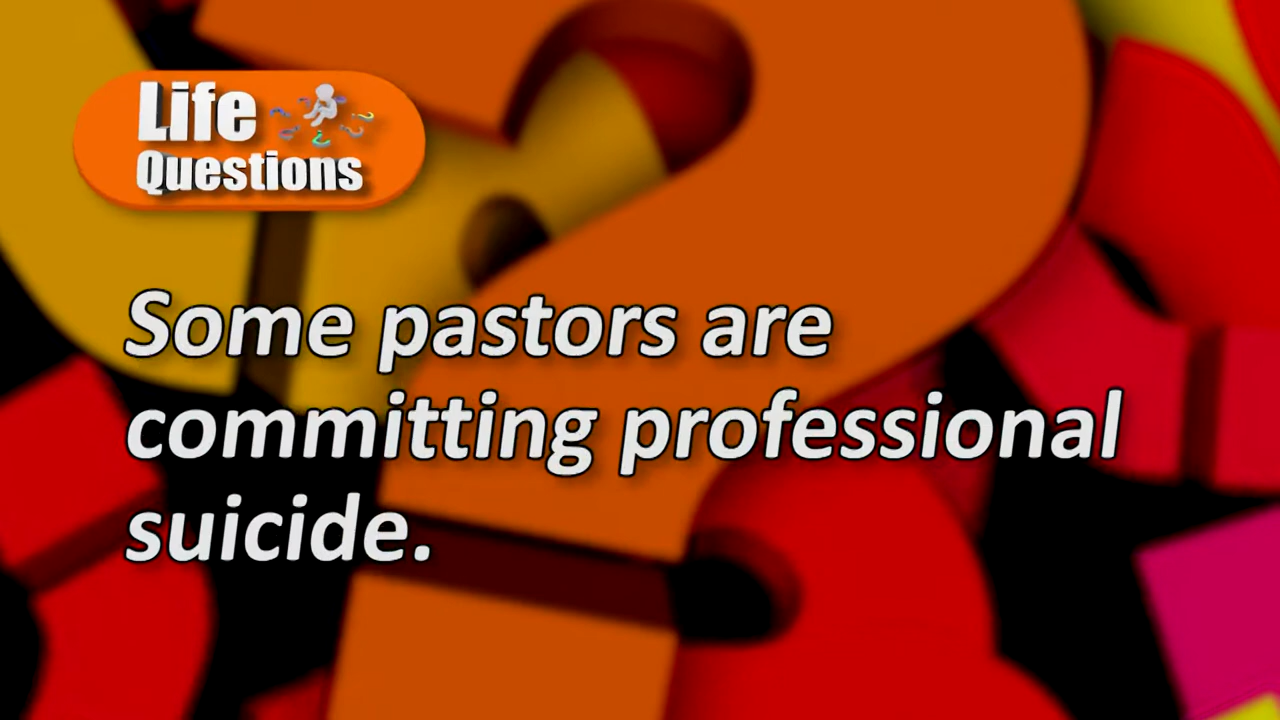 Life
Questions
Some pastors are
committing professional
suicide.